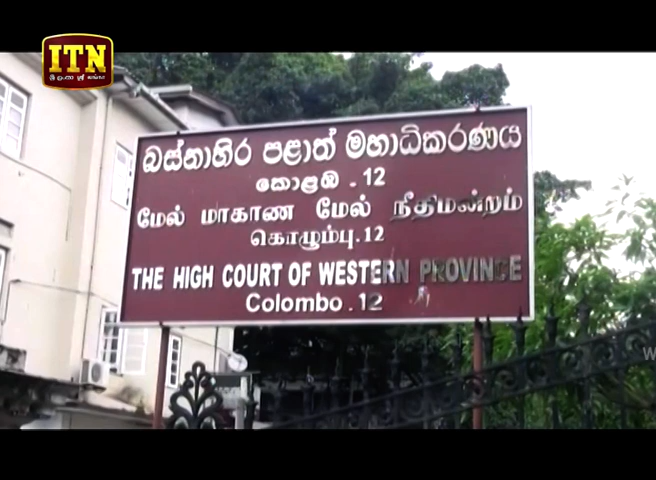 ITN
බස්නාහිර පළාත් මහාධිකරණය
කොළඹ - 12
மேல் மாகாண மேல் நீதிமன்றம்
கொழும்பு.12
THE HIGH COURT OF WESTERN PROVINCE
Colombo . 12
W